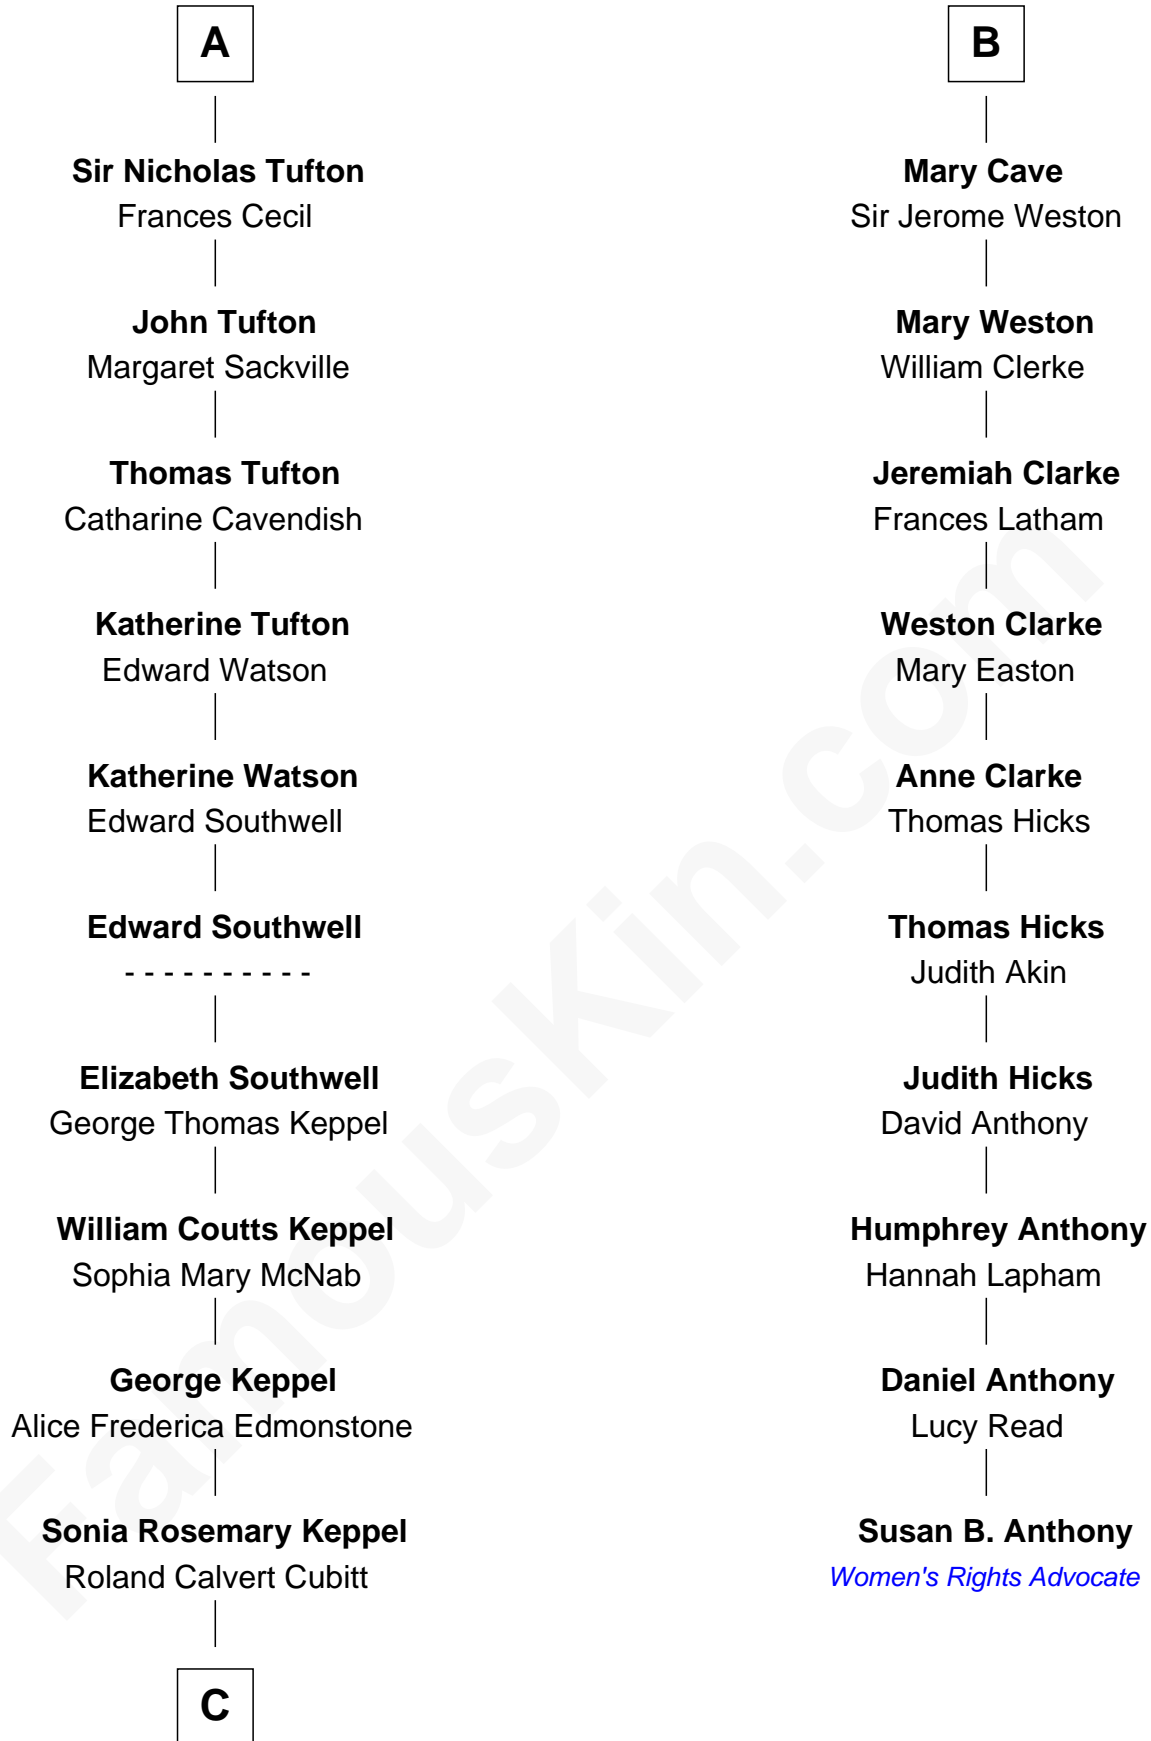 A
Sir Nicholas Tufton
Frances Cecil
John Tufton
Margaret Sackville
Thomas Tufton
Catharine Cavendish
Katherine Tufton
Edward Watson
Katherine Watson
Edward Southwell
Edward Southwell
- - - - - - - - - -
Elizabeth Southwell
George Thomas Keppel
William Coutts Keppel
Sophia Mary McNab
George Keppel
Alice Frederica Edmonstone
Sonia Rosemary Keppel
Roland Calvert Cubitt
C
B
Mary Cave
Sir Jerome Weston
Mary Weston
William Clerke
Jeremiah Clarke
Frances Latham
Weston Clarke
Mary Easton
Anne Clarke
Thomas Hicks
Thomas Hicks
Judith Akin
Judith Hicks
David Anthony
Humphrey Anthony
Hannah Lapham
Daniel Anthony
Lucy Read
Susan B. Anthony
Women's Rights Advocate
FamousKin.com